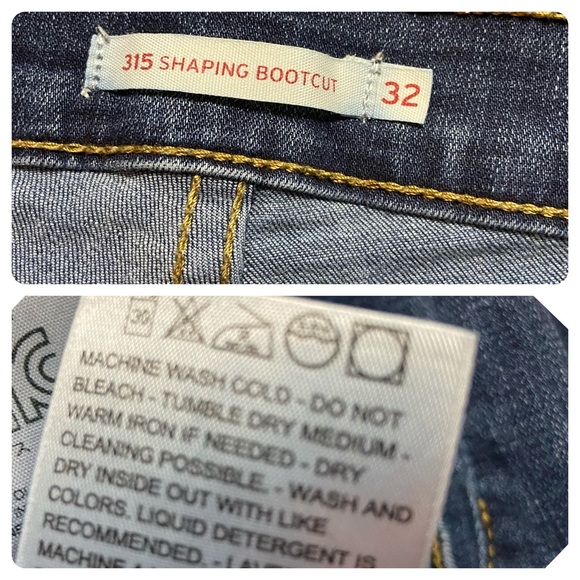 315 SHAPING BOOTCUT
32
30
MACHINE WASH COLD - DO NOT
BLEACH - TUMBLE DRY MEDIUM -
WARM IRON IF NEEDED - DRY
CLEANING POSSIBLE. - WASH AND
DRY INSIDE OUT WITH LIKE
COLORS. LIQUID DETERGENT IS
RECOMMENDED. -
MACHINE